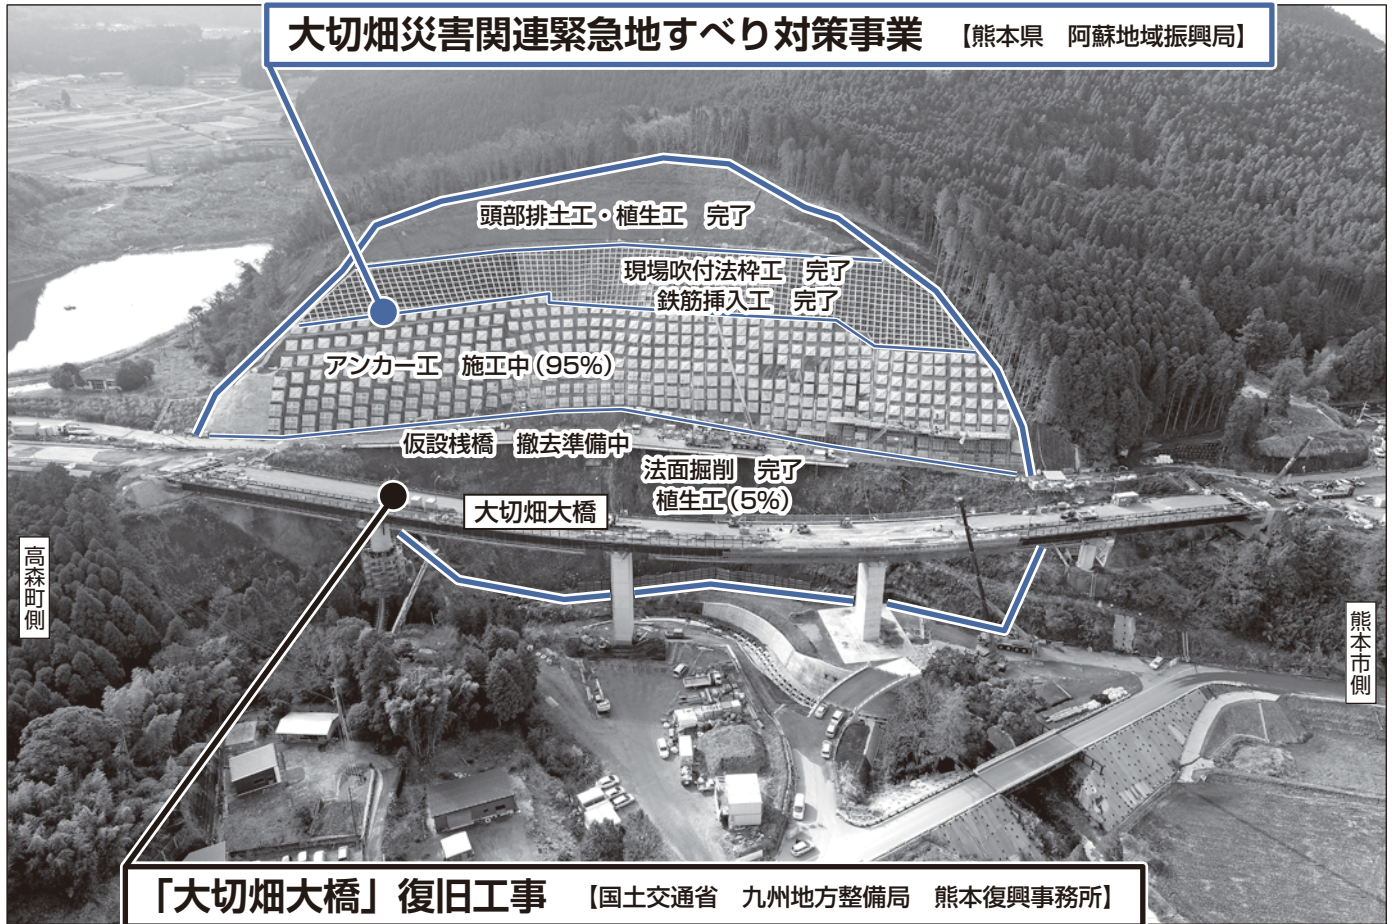 大切畑災害関連緊急地すべり対策事業 【熊本県 阿蘇地域振興局】
頭部排土工・植生工 完了
現場吹付法枠工 完了
鉄筋挿入工 完了
アンカー工 施工中(95%)
仮設桟橋 撤去準備中
法面掘削 完了
植生工(5%)
大切畑大橋
高森町側
熊本市側
「大切畑大橋」復旧工事 【国土交通省 九州地方整備局 熊本復興事務所】